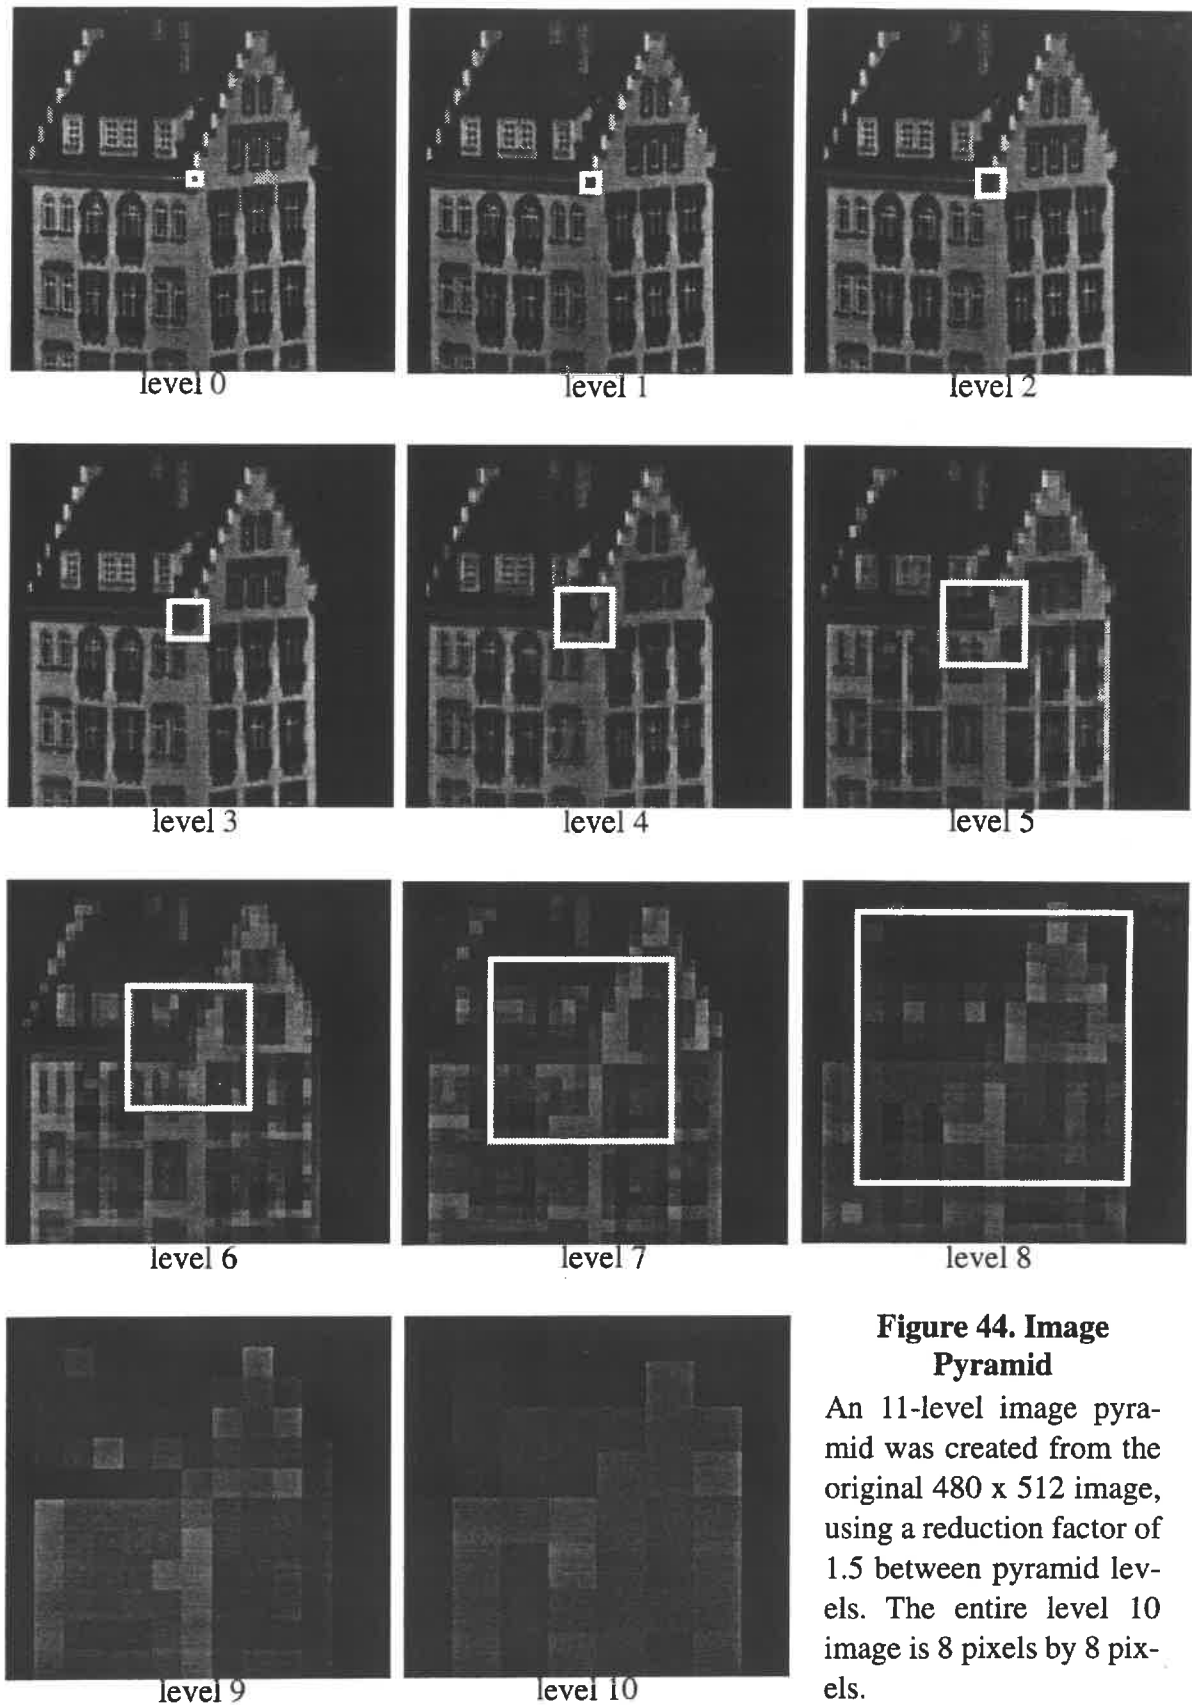 level 0
level 1
level 2
level 3
level 4
level 5
level 6
level 7
level 8
level 9
level 10
Figure 44. Image
Pyramid
An 11-level image pyra-
mid was created from the
original 480 x 512 image,
using a reduction factor of
1.5 between pyramid lev-
els. The entire level 10
image is 8 pixels by 8 pix-
els.